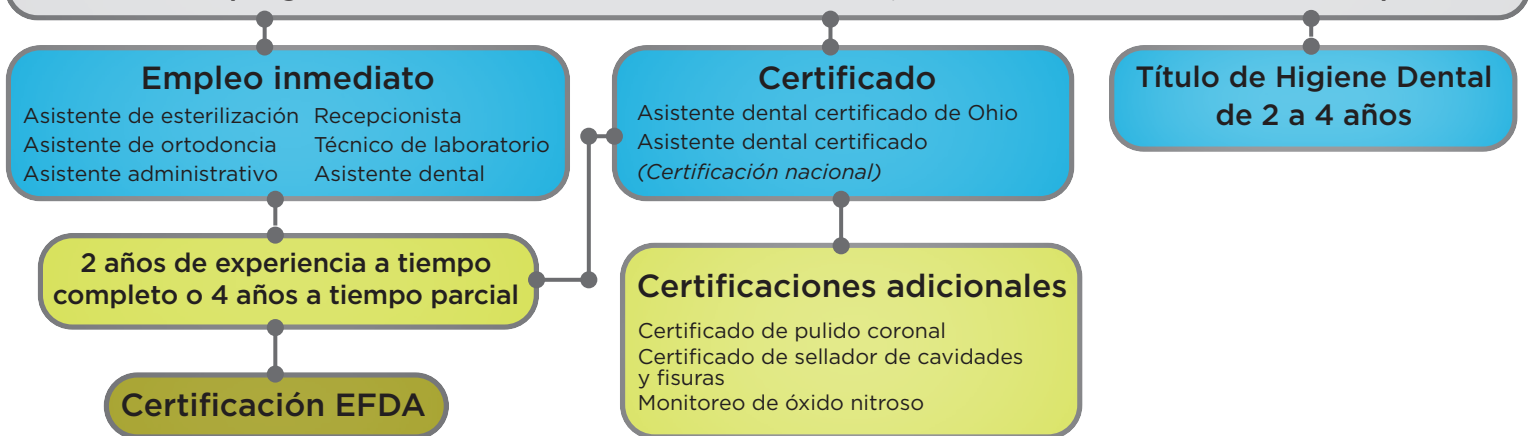 Empleo inmediato
Asistente de esterilización
Asistente de ortodoncia
Asistente administrativo
Recepcionista
Técnico de laboratorio
Asistente dental
Certificado
Asistente dental certificado de Ohio
Asistente dental certificado
(Certificación nacional)
Título de Higiene Dental
de 2 a 4 años
2 años de experiencia a tiempo
completo o 4 años a tiempo parcial
Certificaciones adicionales
Certificado de pulido coronal
Certificado de sellador de cavidades
y fisuras
Monitoreo de óxido nitroso
Certificación EFDA